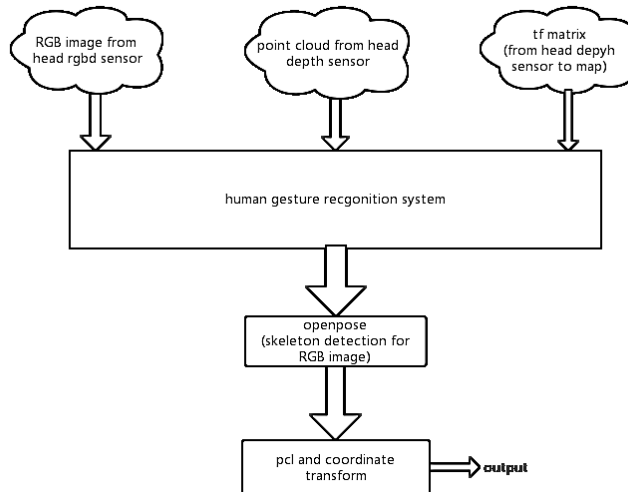 RGB image from
head rgbd sensor
point cloud from head
depth sensor
tf matrix
(from head depyh
sensor to map)
human gesture recgonition system
openpose
(skeleton detection for
RGB image)
pcl and coordinate
transform
output